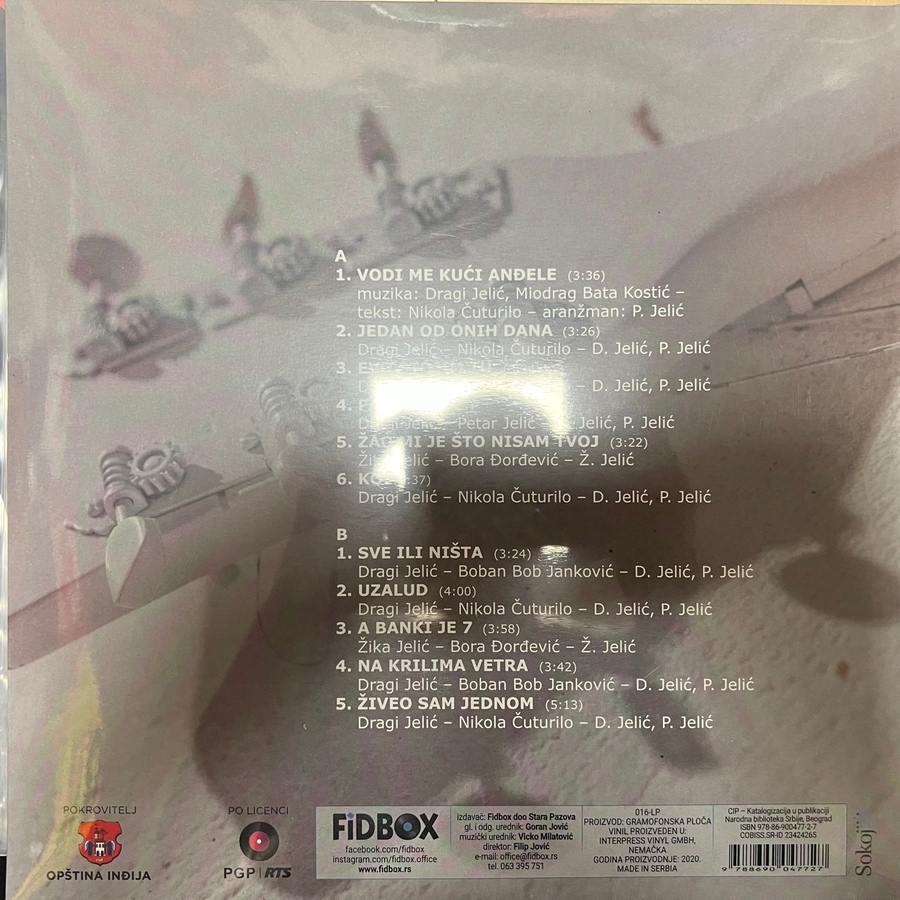 A
1. VODI ME KUĆI ANĐELE (3:36)
muzika: Dragi Jelić, Miodrag Bata Kostić –
tekst: Nikola Čuturilo – aranžman: P. Jelić
2. JEDAN OD ONIH DANA (3:26)
Dragi Jelić – Nikola Čuturilo – D. Jelić, P. Jelić
3.
– D. Jelić, P. Jelić
4.
Dragi Jelić – Petar Jelić – D. Jelić, P. Jelić
5. ŽAO MI JE ŠTO NISAM TVOJ (3:22)
Žika Jelić – Bora Đorđević – Ž. Jelić
6.
Dragi Jelić – Nikola Čuturilo – D. Jelić, P. Jelić
B
1. SVE ILI NIŠTA (3:24)
Dragi Jelić – Boban Bob Janković – D. Jelić, P. Jelić
2. UZALUD (4:00)
Dragi Jelić – Nikola Čuturilo – D. Jelić, P. Jelić
3. A BANKI JE 7 (3:58)
Žika Jelić – Bora Đorđević – Ž. Jelić
4. NA KRILIMA VETRA (3:42)
Dragi Jelić – Boban Bob Janković – D. Jelić, P. Jelić
5. ŽIVEO SAM JEDNOM (5:13)
Dragi Jelić – Nikola Čuturilo – D. Jelić, P. Jelić
POKROVITELJ
OPŠTINA INĐIJA
PO LICENCI
PGP | RTS
FiDBOX
facebook.com/fidbox
instagram.com/fidbox.office
www.fidbox.rs
izdavač: Fidbox doo Stara Pazova
gl. i odg. urednik: Goran Jović
muzički urednik: Vicko Milatović
direktor: Filip Jović
e-mail: office@fidbox.rs
tel. 063 395 751
016-LP
PROIZVOD: GRAMOFONSKA PLOČA
VINIL PROIZVEDEN U:
INTERPRESS VINYL GMBH,
NEMAČKA
GODINA PROIZVODNJE: 2020.
MADE IN SERBIA
CIP – Katalogizacija u publikaciji
Narodna biblioteka Srbije, Beograd
ISBN 978-86-900477-2-7
COBISS.SR-ID 23424265
9 788690 047727
Sokoj